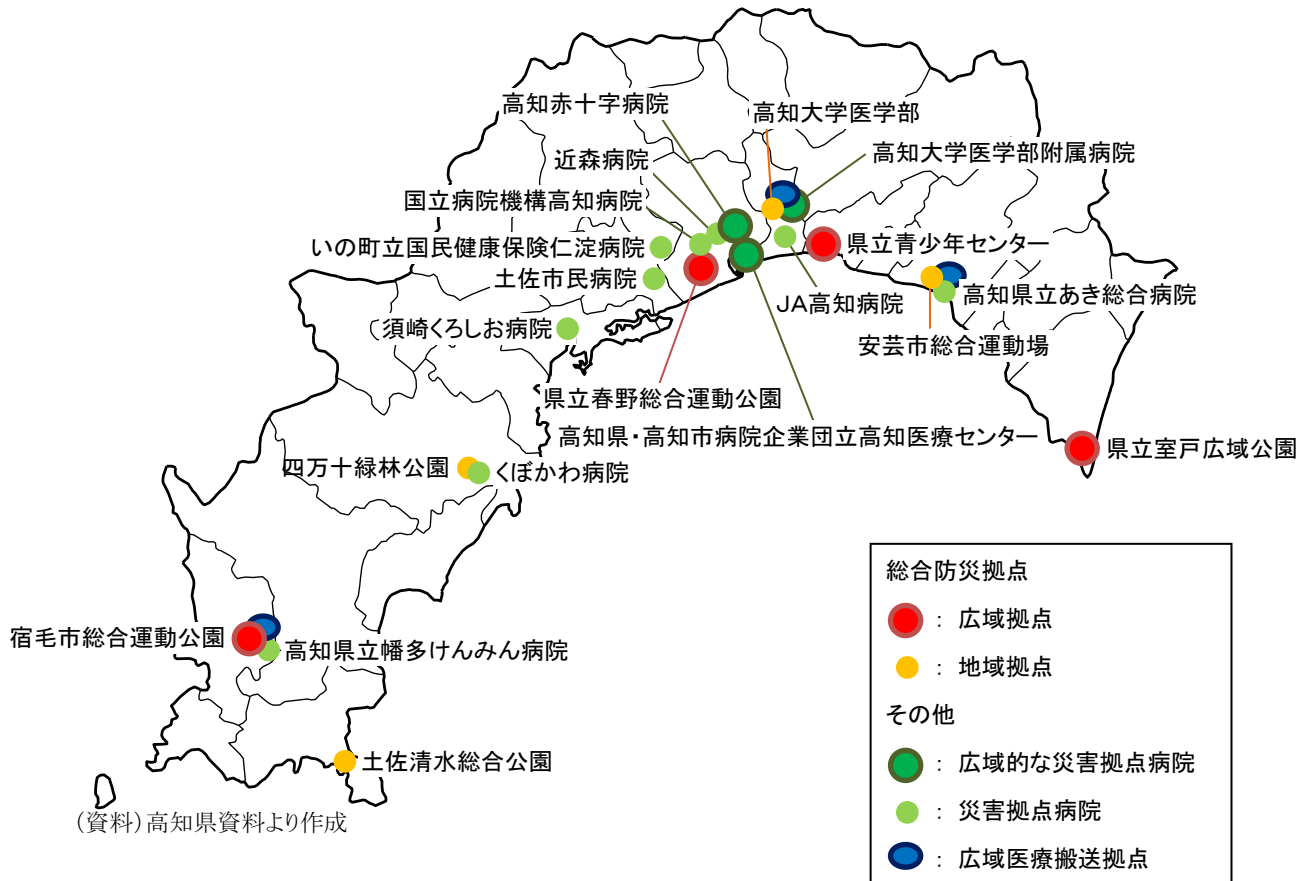 高知赤十字病院
高知大学医学部
近森病院
高知大学医学部附属病院
国立病院機構高知病院
いの町立国民健康保険仁淀病院
県立青少年センター
土佐市民病院
JA高知病院
高知県立あき総合病院
須崎くろしお病院
安芸市総合運動場
県立春野総合運動公園
高知県・高知市病院企業団立高知医療センター
県立室戸広域公園
四万十緑林公園
くぼかわ病院
宿毛市総合運動公園
高知県立幡多けんみん病院
土佐清水総合公園
(資料)高知県資料より作成
総合防災拠点
： 広域拠点
： 地域拠点
その他
： 広域的な災害拠点病院
： 災害拠点病院
： 広域医療搬送拠点